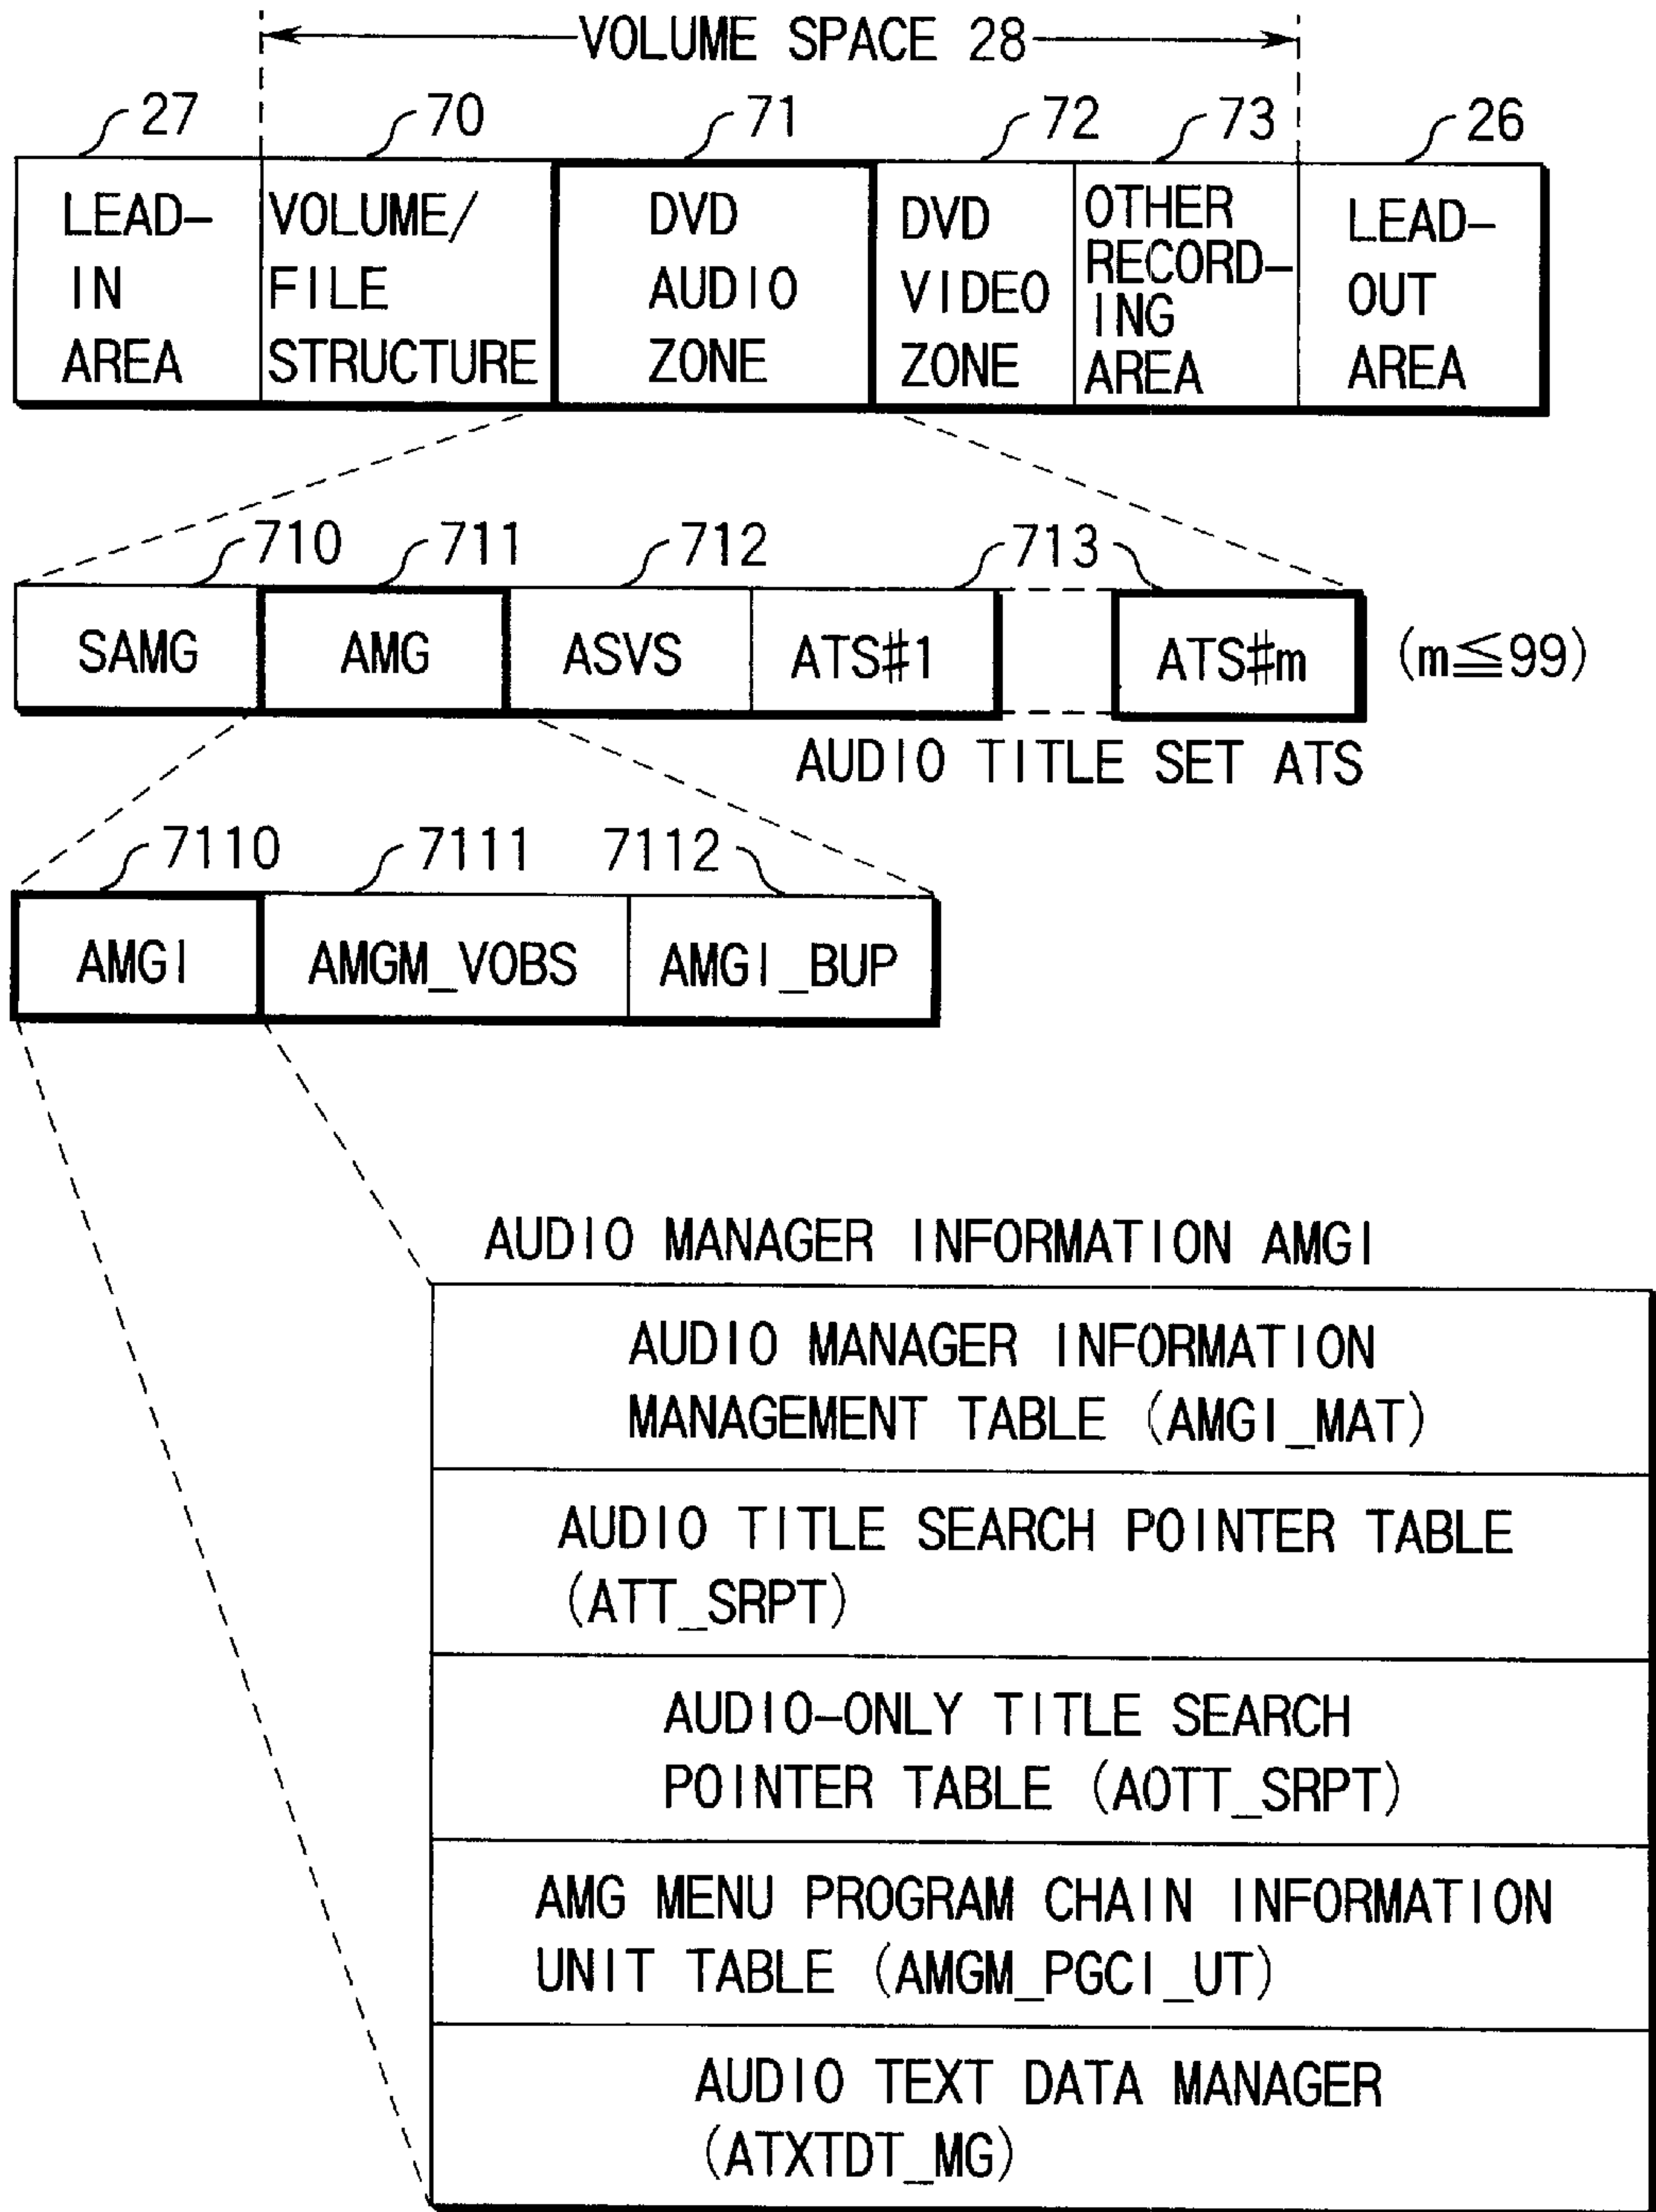 VOLUME SPACE 28
27
70
71
72
73
26
LEAD-
IN
AREA
VOLUME/
FILE
STRUCTURE
DVD
AUDIO
ZONE
DVD
VIDEO
ZONE
OTHER
RECORD-
ING
AREA
LEAD-
OUT
AREA
710
711
712
713
SAMG
AMG
ASVS
ATS#1
ATS#m
(m≦99)
AUDIO TITLE SET ATS
7110
7111
7112
AMGI
AMGM_VOBS
AMGI_BUP
AUDIO MANAGER INFORMATION AMGI
AUDIO MANAGER INFORMATION
MANAGEMENT TABLE (AMGI_MAT)
AUDIO TITLE SEARCH POINTER TABLE
(ATT_SRPT)
AUDIO-ONLY TITLE SEARCH
POINTER TABLE (AOTT_SRPT)
AMG MENU PROGRAM CHAIN INFORMATION
UNIT TABLE (AMGM_PGCI_UT)
AUDIO TEXT DATA MANAGER
(ATXTDT_MG)